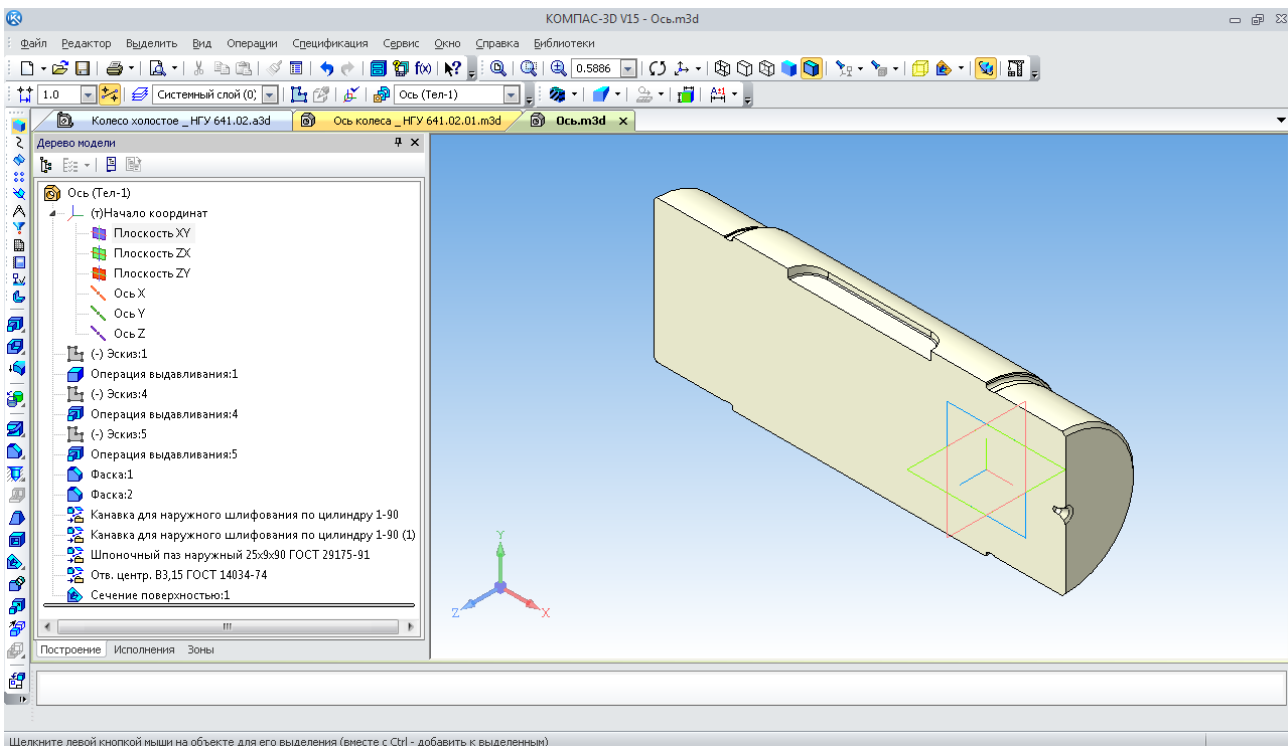 КОМПАС-3D V15 - Ось.m3d
Файл Редактор Выделить Вид Операции Спецификация Сервис Окно Справка Библиотеки
f(x) 0.5886
1.0 Системный слой (0) Ось (Тел-1)
Колесо холостое _ НГУ 641.02.a3d Ось колеса _ НГУ 641.02.01.m3d Ось.m3d
Дерево модели
Ось (Тел-1)
(т)Начало координат
Плоскость XY
Плоскость ZX
Плоскость ZY
Ось X
Ось Y
Ось Z
(-) Эскиз:1
Операция выдавливания:1
(-) Эскиз:4
Операция выдавливания:4
(-) Эскиз:5
Операция выдавливания:5
Фаска:1
Фаска:2
Канавка для наружного шлифования по цилиндру 1-90
Канавка для наружного шлифования по цилиндру 1-90 (1)
Шпоночный паз наружный 25x9x90 ГОСТ 29175-91
Отв. центр. B3,15 ГОСТ 14034-74
Сечение поверхностью:1
Y
Z X
Построение Исполнения Зоны
Щелкните левой кнопкой мыши на объекте для его выделения (вместе с Ctrl - добавить к выделенным)